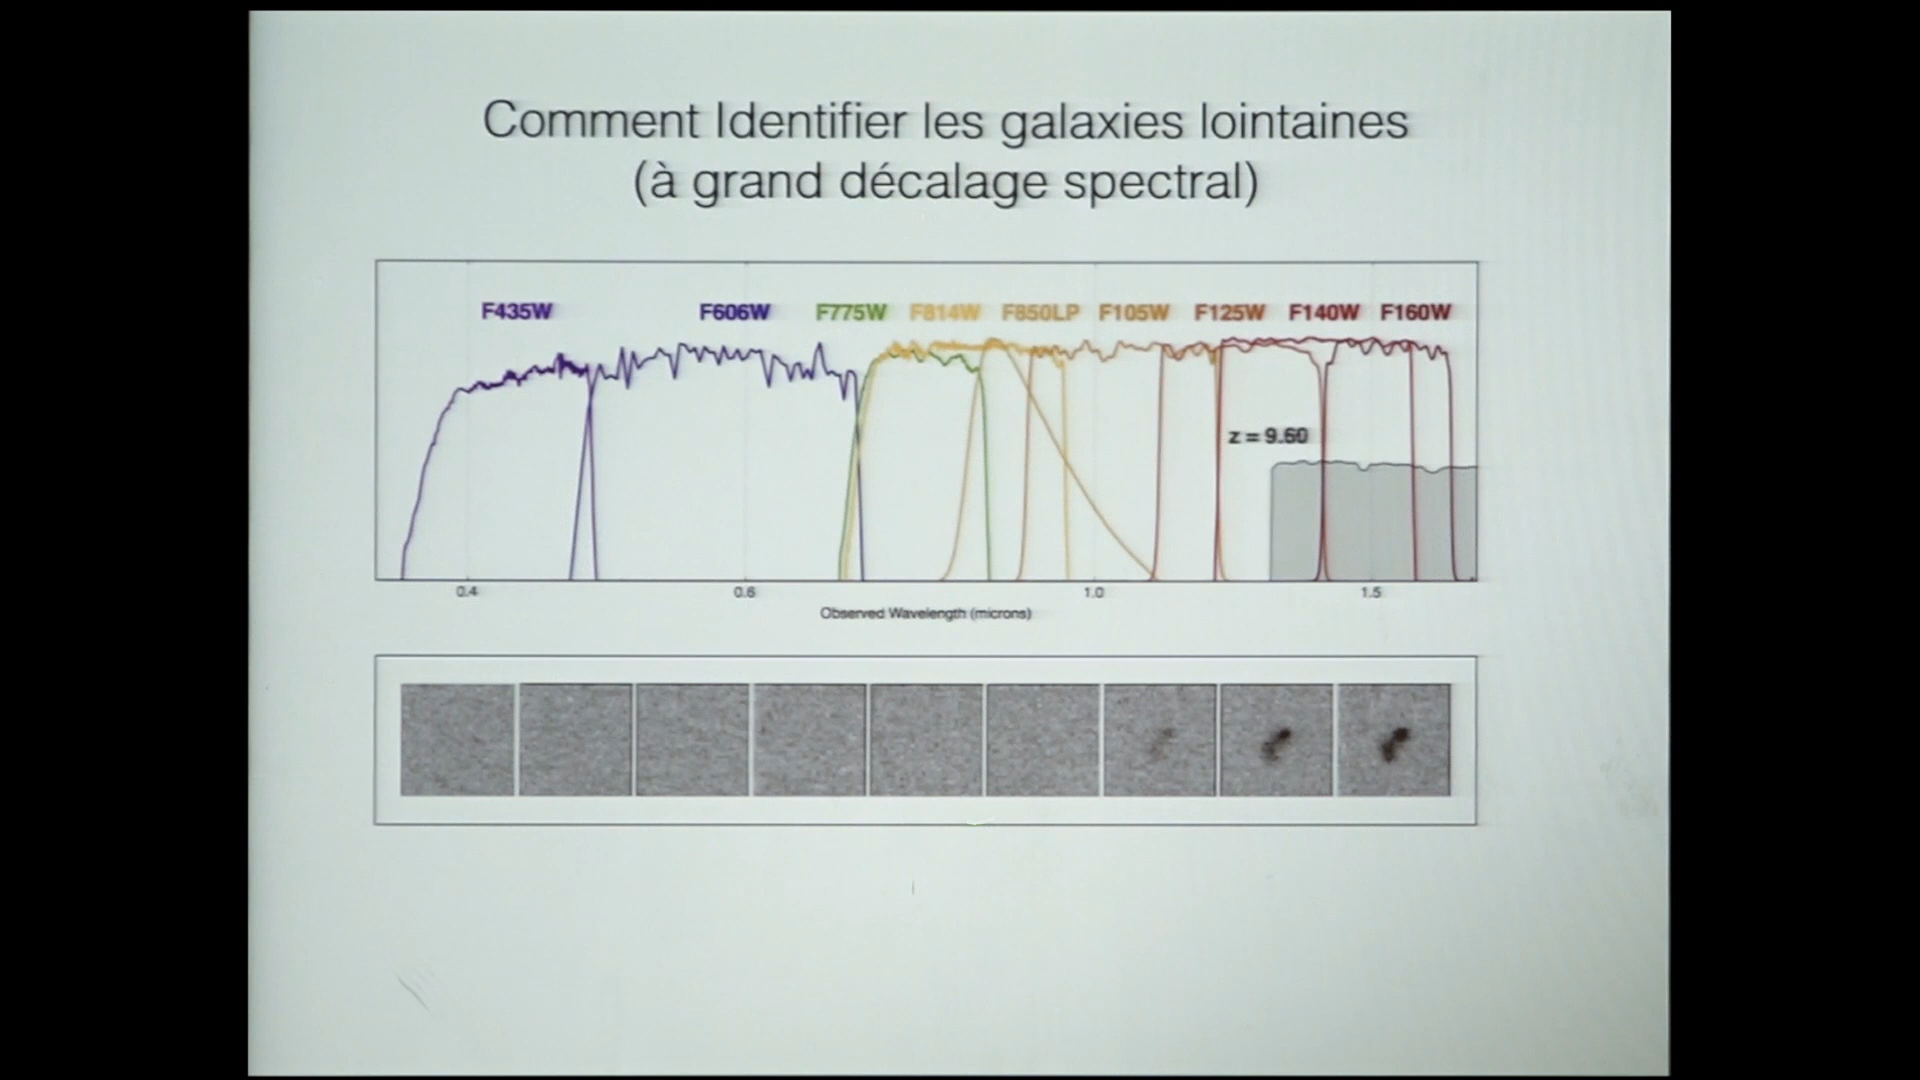 Comment Identifier les galaxies lointaines
(à grand décalage spectral)
F435W F606W F775W F814W F850LP F105W F125W F140W F160W
z = 9.60
0.4 0.6 1.0 1.5
Observed Wavelength (microns)